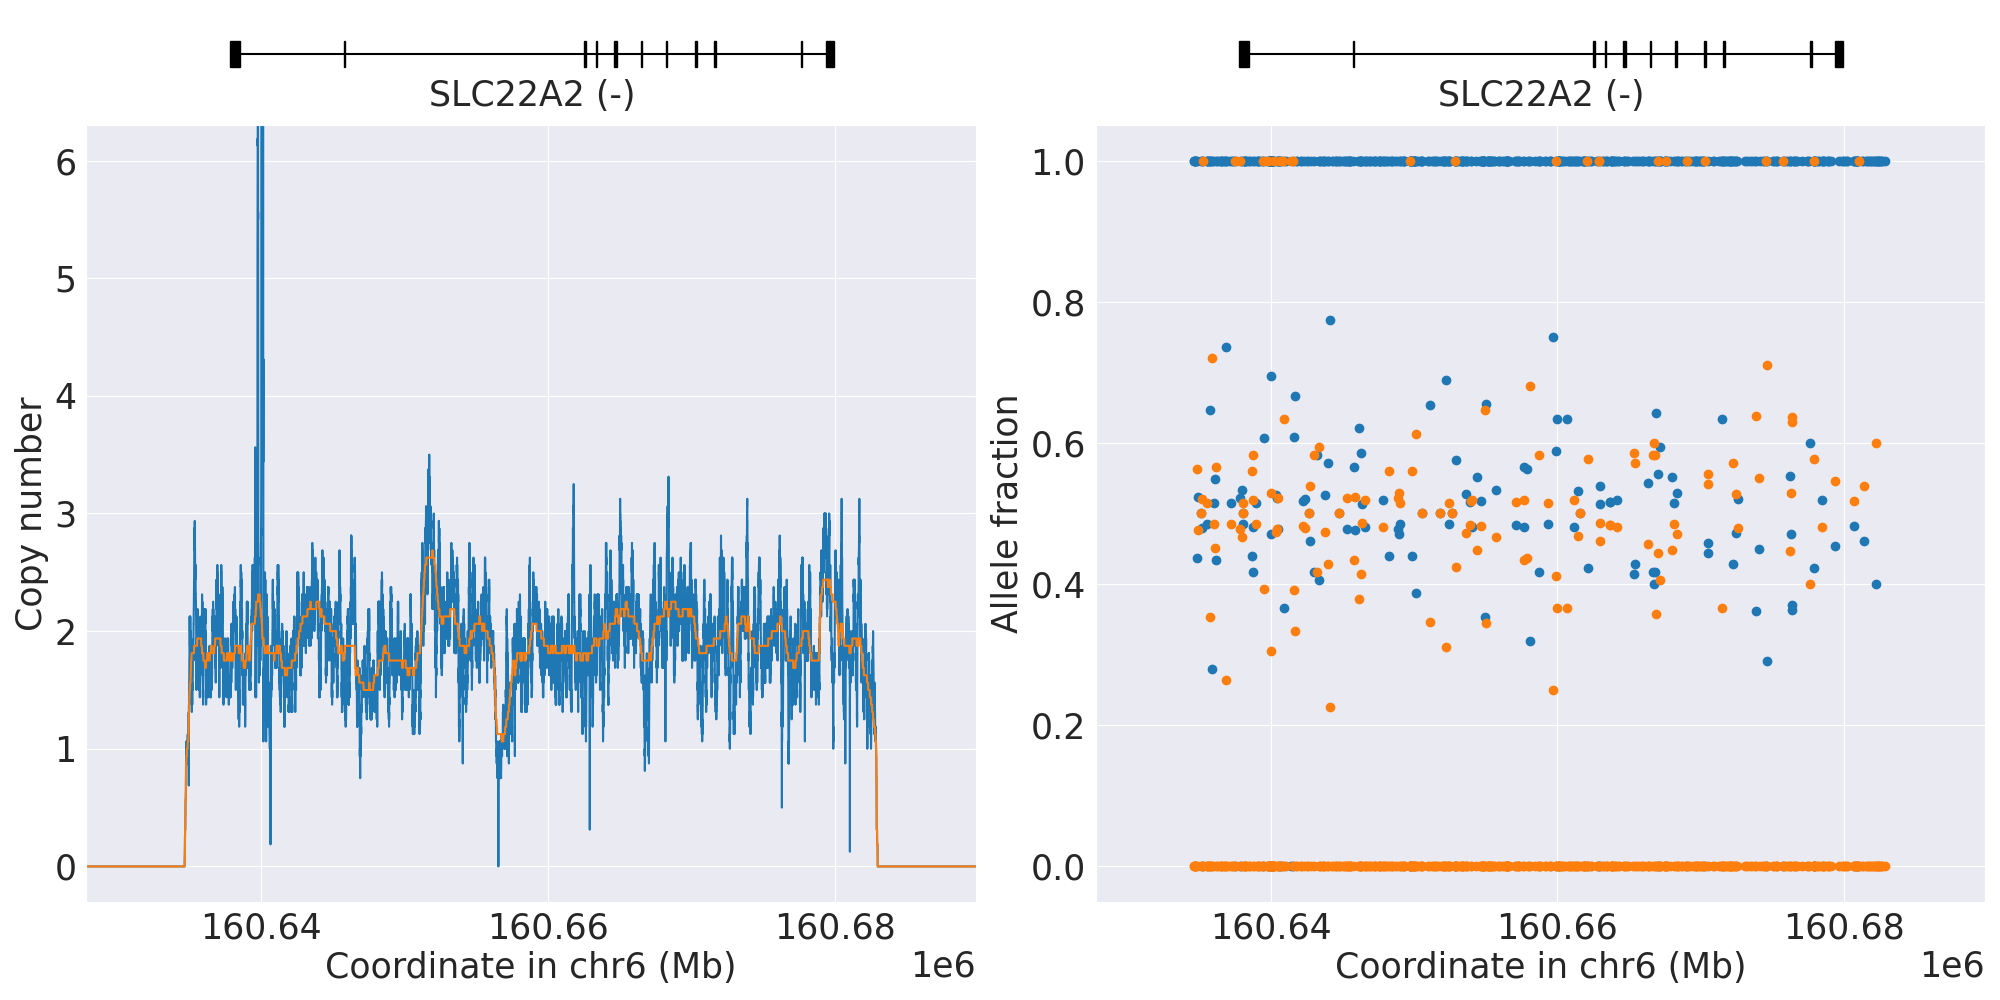 SLC22A2 (-)
6
5
4
3
2
1
0
Copy number
160.64
160.66
160.68
Coordinate in chr6 (Mb)
1e6
SLC22A2 (-)
1.0
0.8
0.6
0.4
0.2
0.0
Allele fraction
160.64
160.66
160.68
Coordinate in chr6 (Mb)
1e6